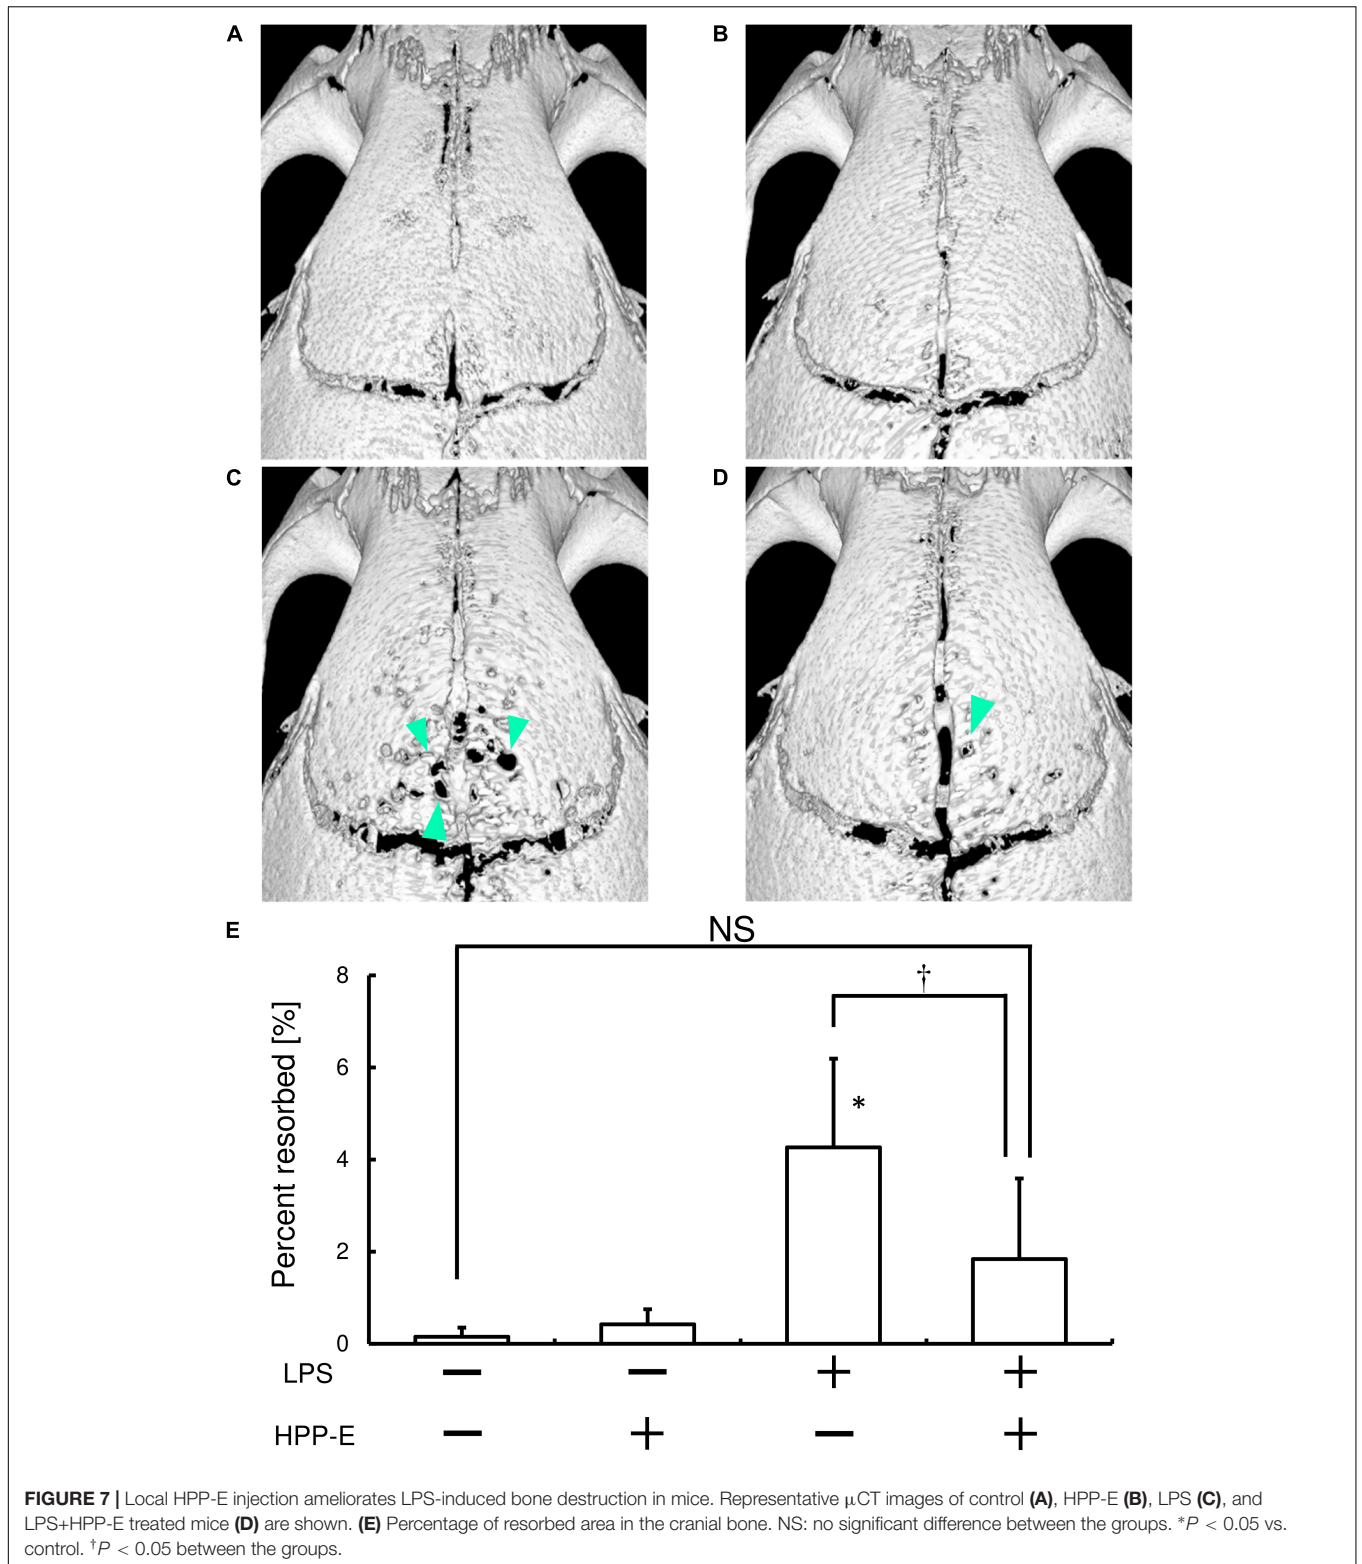 A
B
C
D
E
NS
†
*
Percent resorbed [%]
8
6
4
2
0
LPS − − + +
HPP-E − + − +
FIGURE 7 | Local HPP-E injection ameliorates LPS-induced bone destruction in mice. Representative μCT images of control (A), HPP-E (B), LPS (C), and
LPS+HPP-E treated mice (D) are shown. (E) Percentage of resorbed area in the cranial bone. NS: no significant difference between the groups. *P < 0.05 vs.
control. †P < 0.05 between the groups.